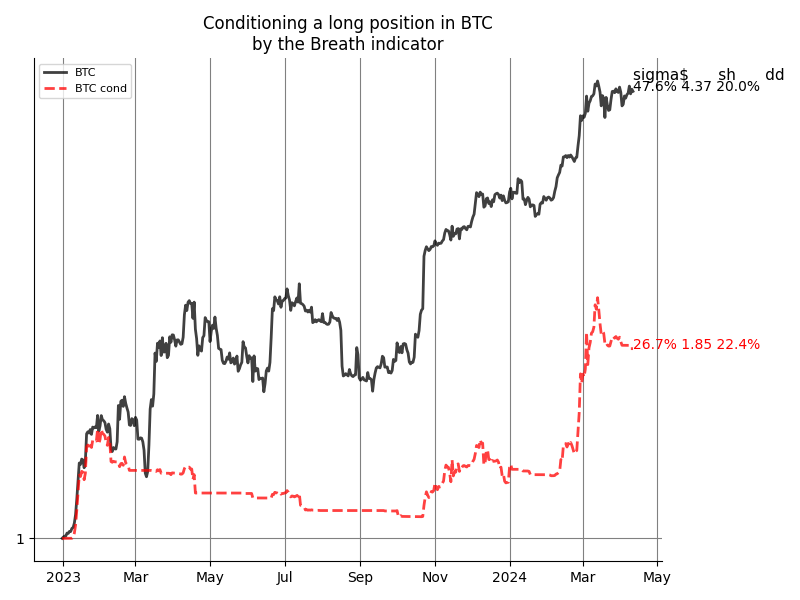 Conditioning a long position in BTC
by the Breath indicator
BTC
BTC cond
sigma$ sh dd
47.6% 4.37 20.0%
26.7% 1.85 22.4%
1
2023 Mar May Jul Sep Nov 2024 Mar May